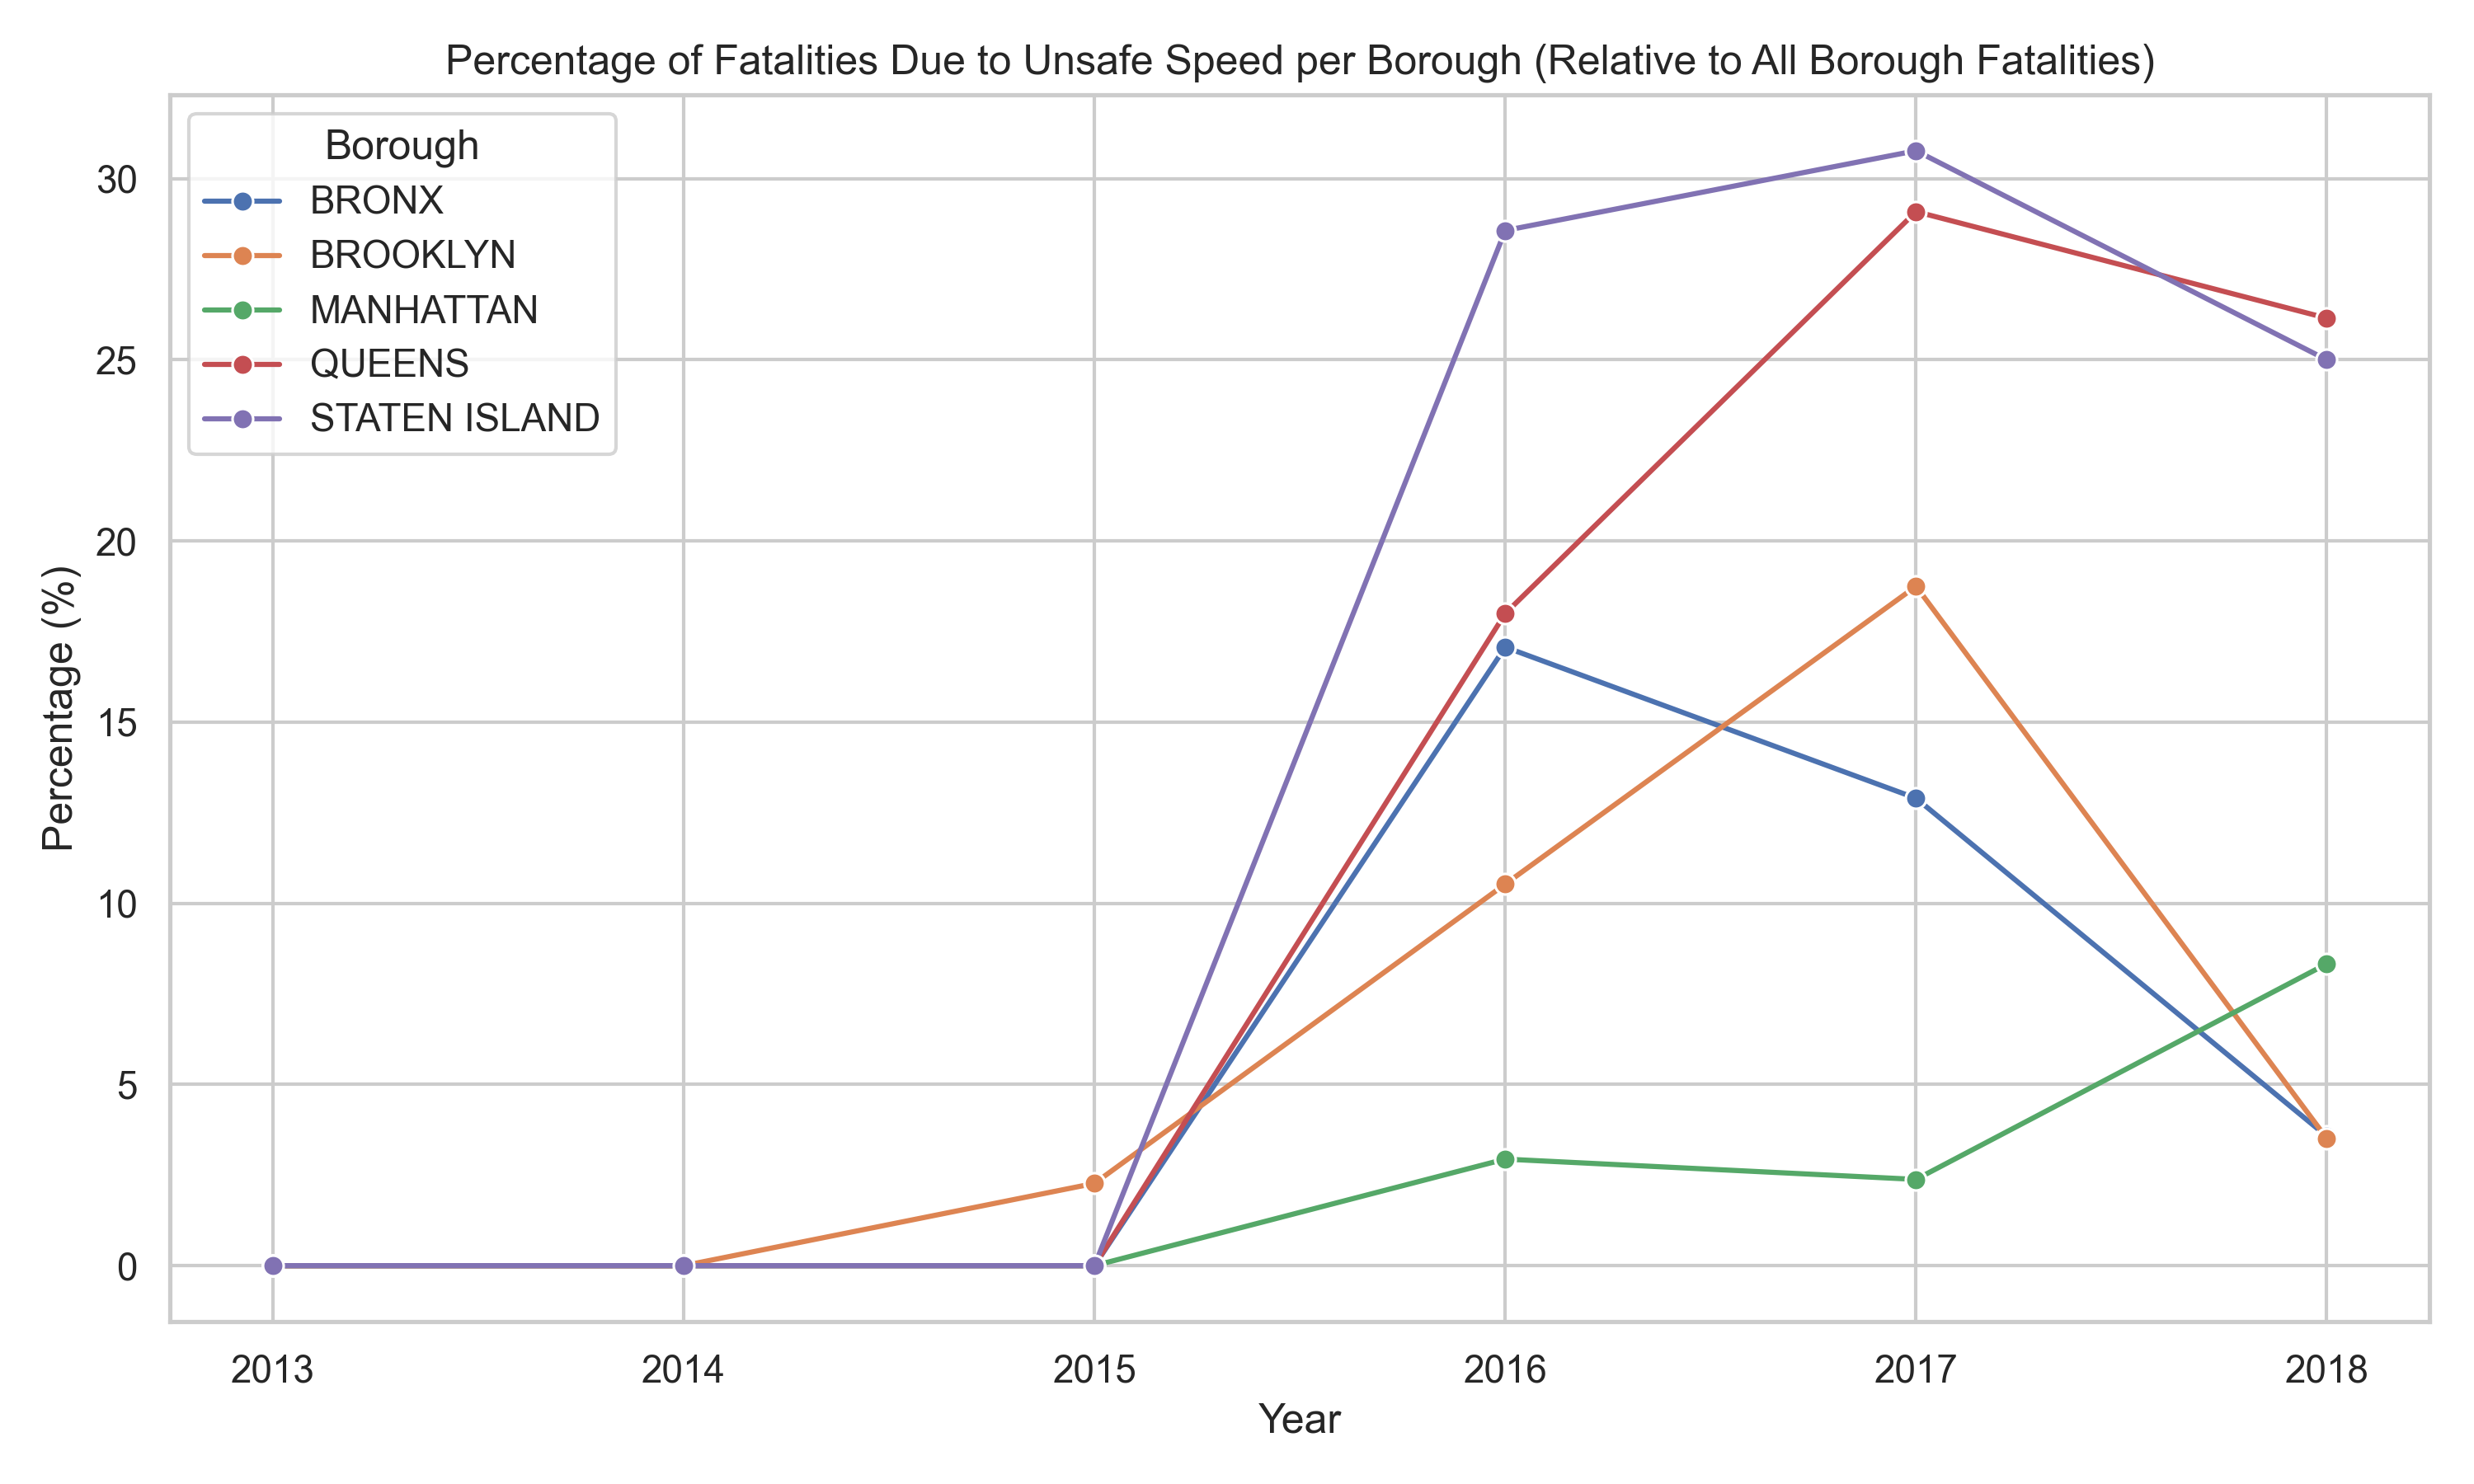 Percentage of Fatalities Due to Unsafe Speed per Borough (Relative to All Borough Fatalities)
Borough
BRONX
BROOKLYN
MANHATTAN
QUEENS
STATEN ISLAND
Percentage (%)
30
25
20
15
10
5
0
2013 2014 2015 2016 2017 2018
Year